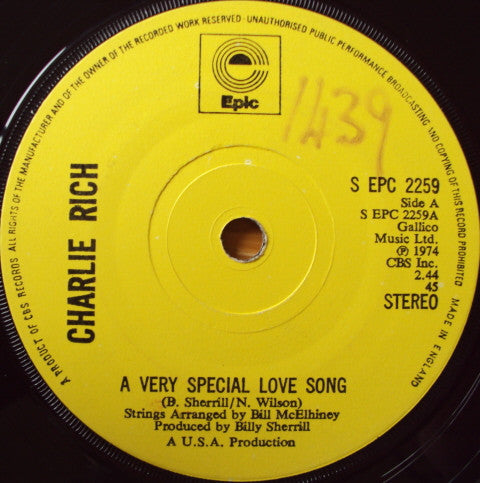 ALL RIGHTS OF THE MANUFACTURER AND OF THE OWNER OF THE RECORDED WORK RESERVED · UNAUTHORISED PUBLIC PERFORMANCE BROADCASTING AND COPYING OF THIS RECORD PROHIBITED
MADE IN ENGLAND
A PRODUCT OF CBS RECORDS
e
Epic
1439
CHARLIE RICH
S EPC 2259
Side A
S EPC 2259A
Gallico
Music Ltd.
℗ 1974
CBS Inc.
2.44
45
STEREO
A VERY SPECIAL LOVE SONG
(B. Sherrill/N. Wilson)
Strings Arranged by Bill McElhiney
Produced by Billy Sherrill
A U.S.A. Production